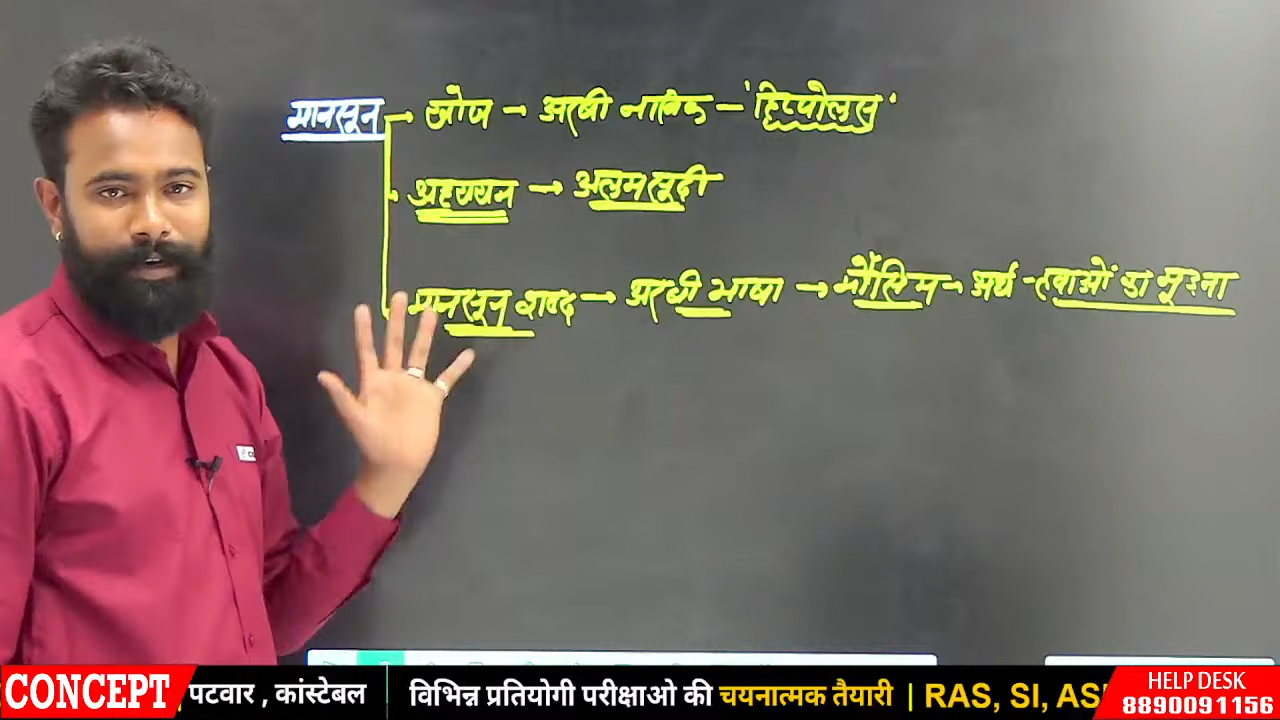 मानसून → खोज - अरबी नाविक - 'हिप्पोलस'
अध्ययन → अलमसूदी
मानसून शब्द → अरबी भाषा → मौसिम - अर्थ - हवाओं का मुड़ना
CONCEPT पटवार , कांस्टेबल विभिन्न प्रतियोगी परीक्षाओ की चयनात्मक तैयारी | RAS, SI, AS
HELP DESK
8890091156